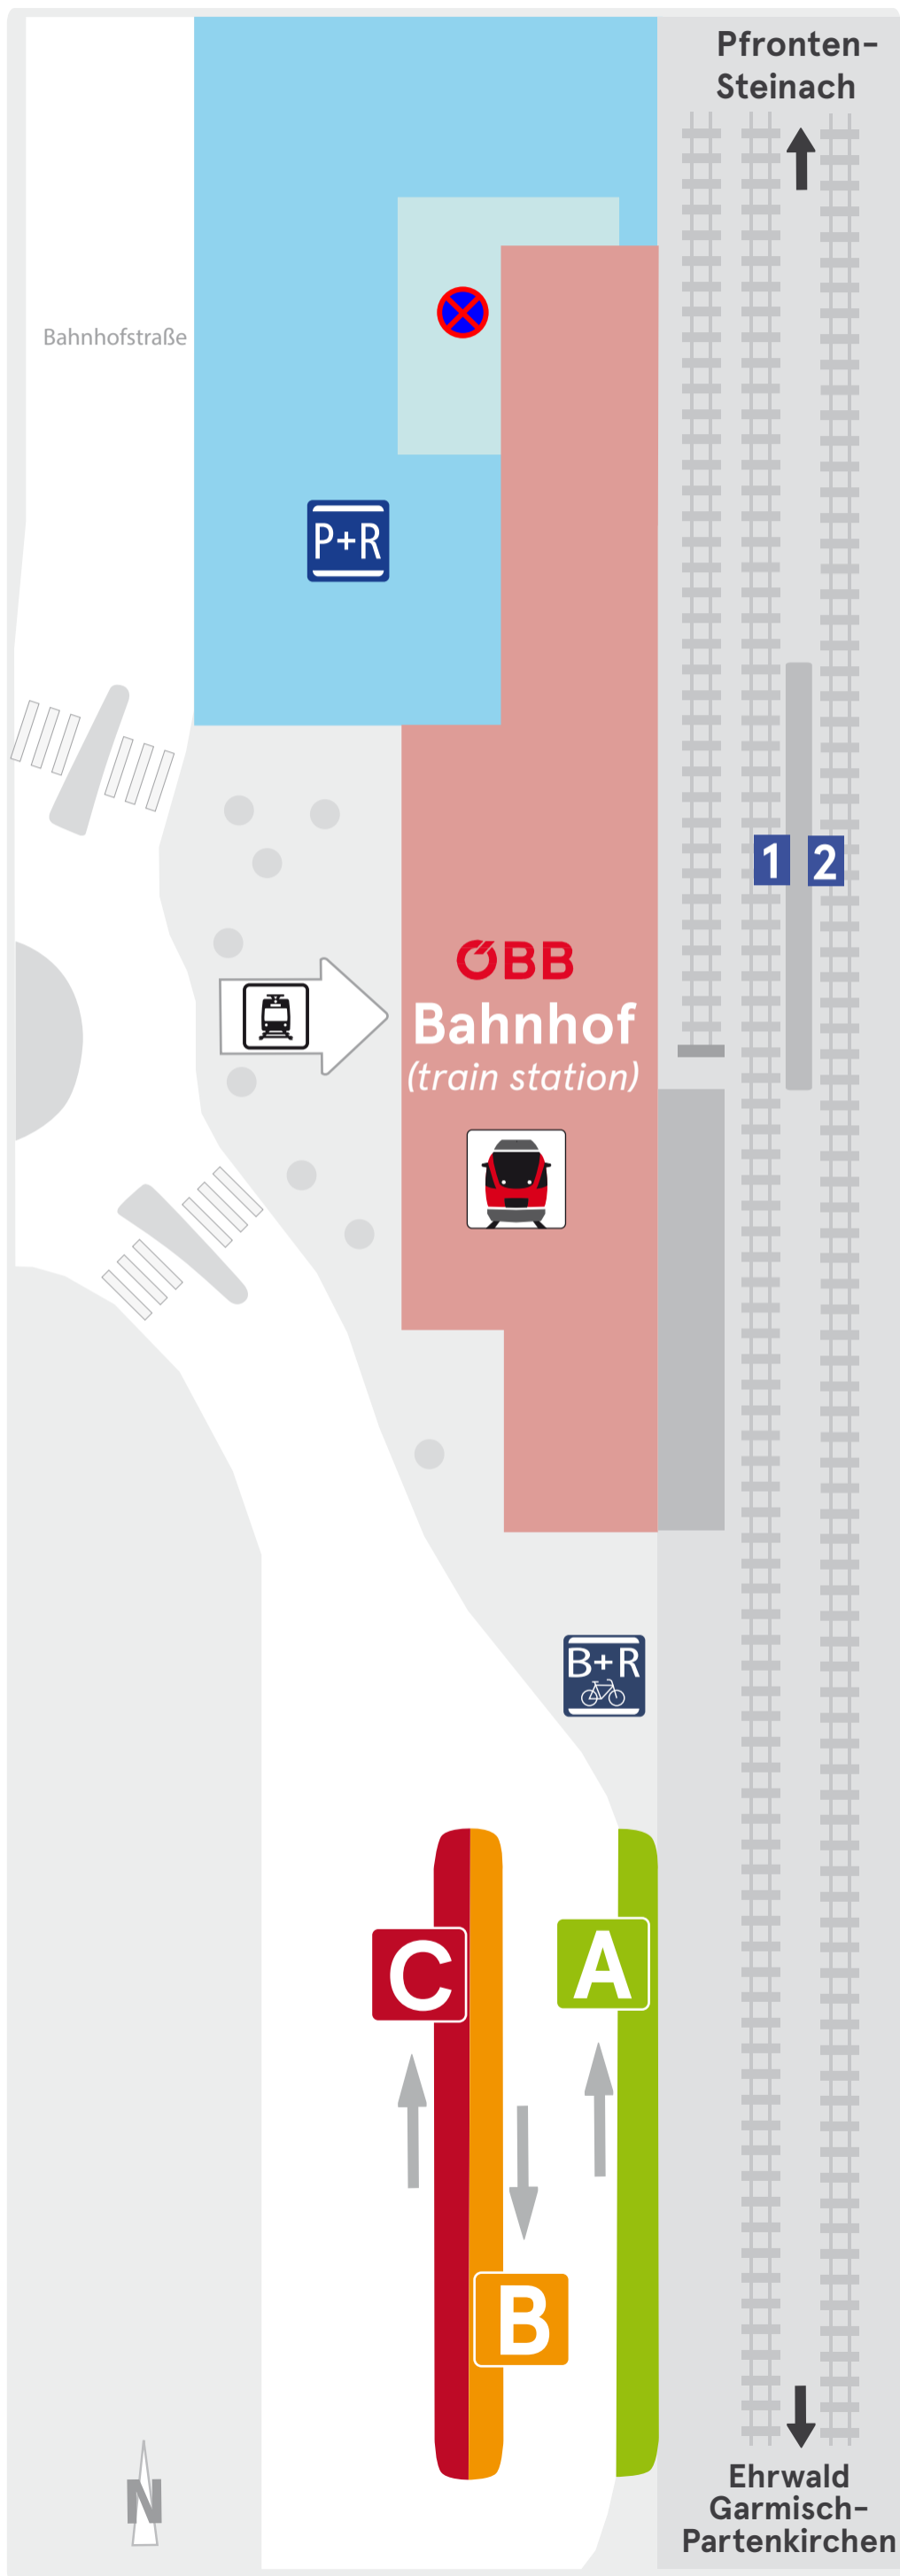 Pfronten-
Steinach
Bahnhofstraße
P+R
1 2
ÖBB
Bahnhof
(train station)
B+R
C
A
B
N
Ehrwald
Garmisch-
Partenkirchen